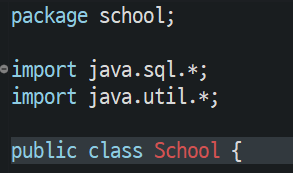 package school;
import java.sql.*;
import java.util.*;
public class School {